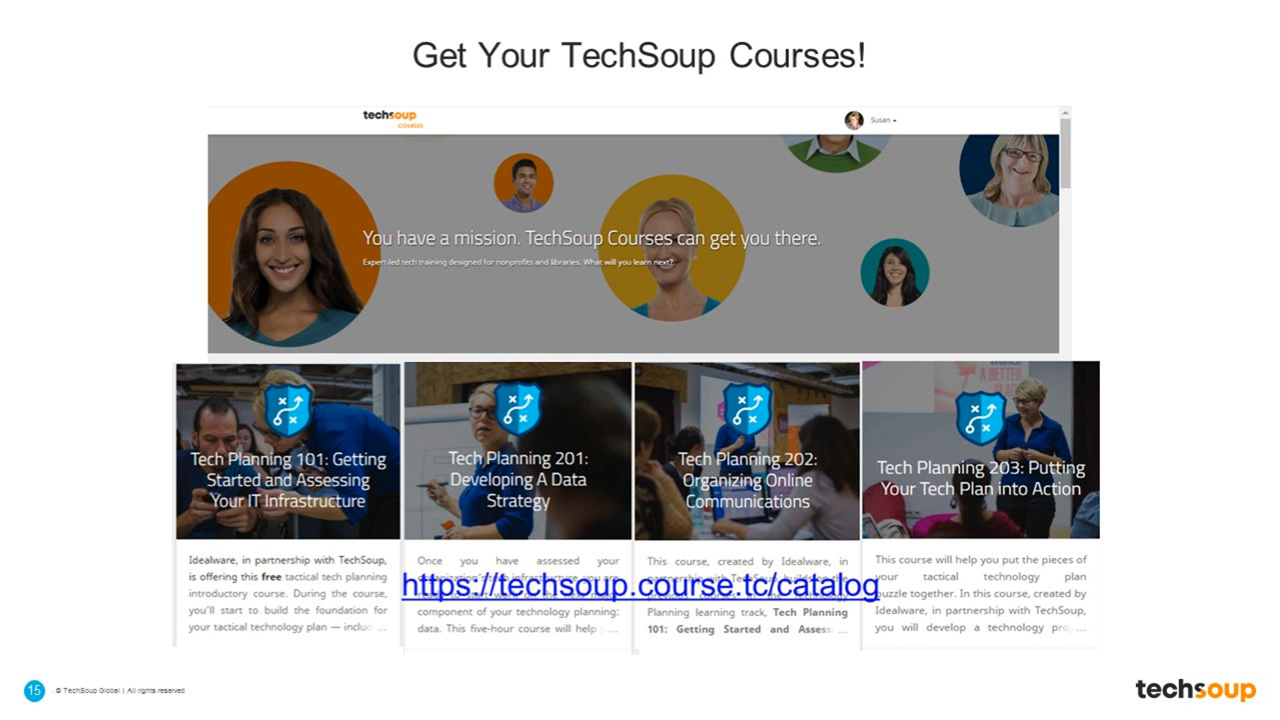 Get Your TechSoup Courses!
techsoup
COURSES
Susan
You have a mission. TechSoup Courses can get you there.
Expert-led tech training designed for nonprofits and libraries. What will you learn next?
A BETTER
Tech Planning 101: Getting
Started and Assessing
Your IT Infrastructure
Idealware, in partnership with TechSoup,
is offering this free tactical tech planning
introductory course. During the course,
you'll start to build the foundation for
your tactical technology plan — includ ...
Tech Planning 201:
Developing A Data
Strategy
Once you have assessed your
component of your technology planning:
data. This five-hour course will help ...
Tech Planning 202:
Organizing Online
Communications
This course, created by Idealware, in
Planning learning track, Tech Planning
101: Getting Started and Assess ...
Tech Planning 203: Putting
Your Tech Plan into Action
This course will help you put the pieces of
your tactical technology plan
puzzle together. In this course, created by
Idealware, in partnership with TechSoup,
you will develop a technology pro ...
https://techsoup.course.tc/catalog
15
. © TechSoup Global | All rights reserved
techsoup